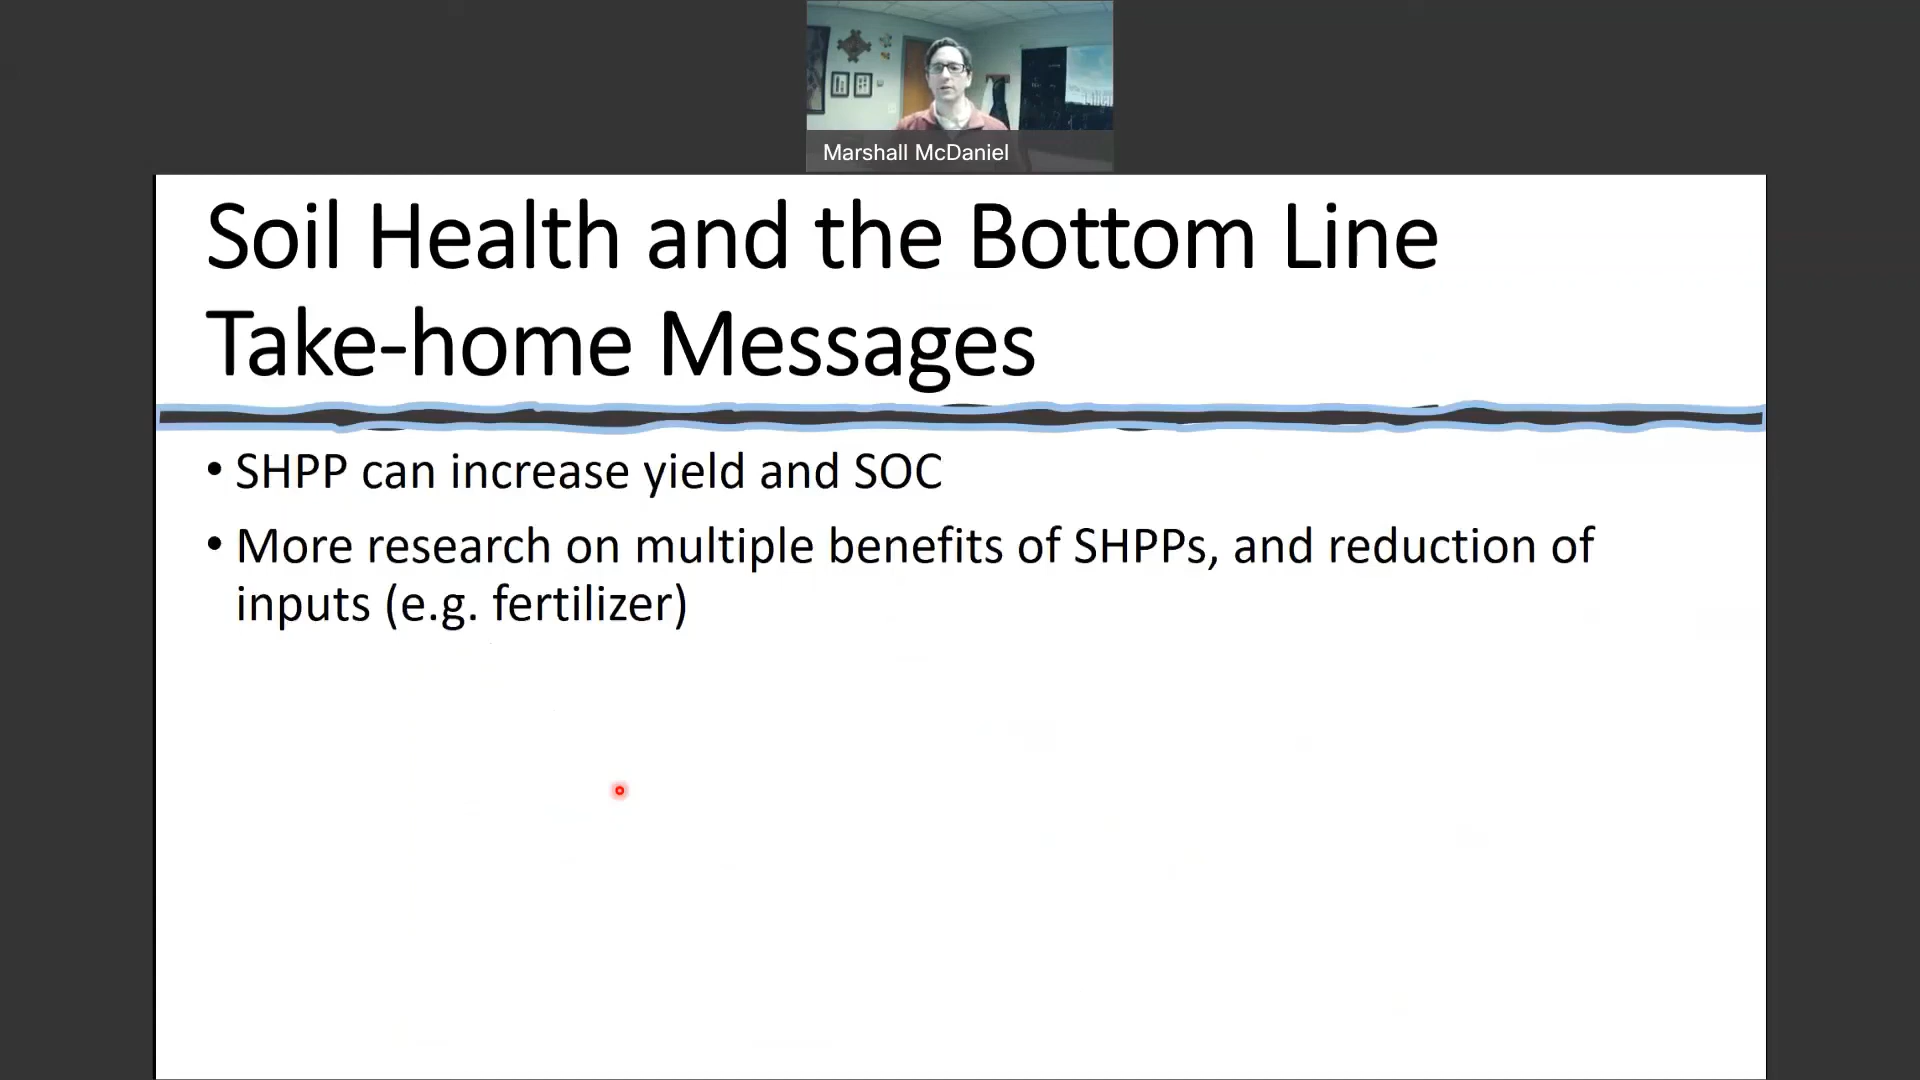 Marshall McDaniel
Soil Health and the Bottom Line
Take-home Messages
• SHPP can increase yield and SOC
• More research on multiple benefits of SHPPs, and reduction of
inputs (e.g. fertilizer)